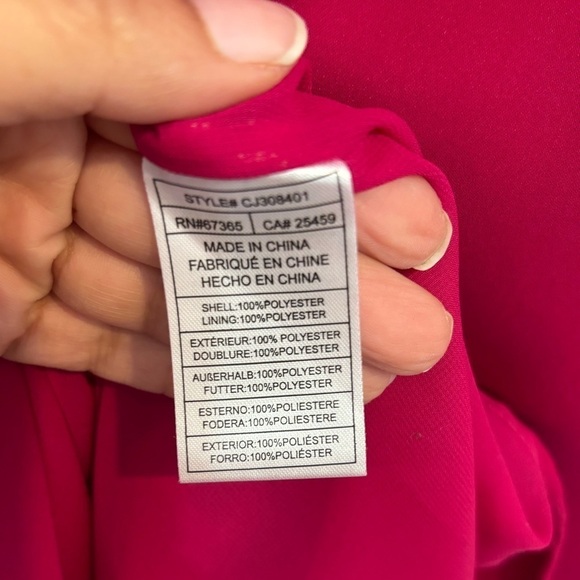 STYLE# CJ308401
RN#67365 CA# 25459
MADE IN CHINA
FABRIQUÉ EN CHINE
HECHO EN CHINA
SHELL:100%POLYESTER
LINING:100%POLYESTER
EXTÉRIEUR:100% POLYESTER
DOUBLURE:100% POLYESTER
AUßERHALB:100%POLYESTER
FUTTER:100%POLYESTER
ESTERNO:100%POLIESTERE
FODERA:100%POLIESTERE
EXTERIOR:100%POLIÉSTER
FORRO:100%POLIÉSTER